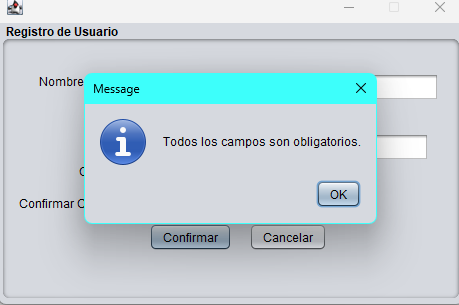 Registro de Usuario
Nombre
Message
Todos los campos son obligatorios.
OK
Confirmar
Confirmar
Cancelar